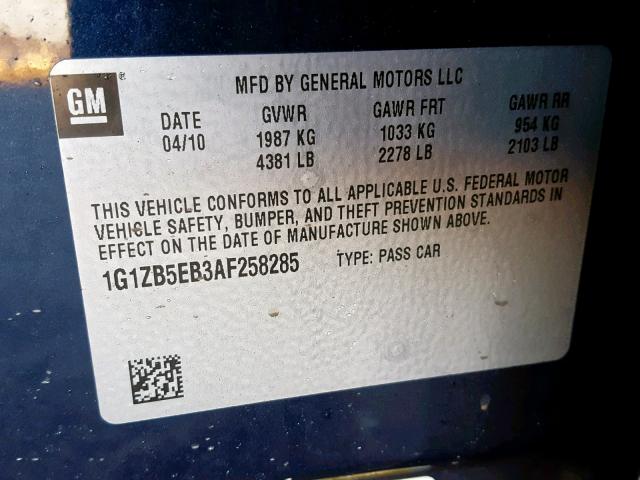 GM®
MFD BY GENERAL MOTORS LLC
DATE GVWR GAWR FRT GAWR RR
04/10 1987 KG 1033 KG 954 KG
4381 LB 2278 LB 2103 LB
THIS VEHICLE CONFORMS TO ALL APPLICABLE U.S. FEDERAL MOTOR
VEHICLE SAFETY, BUMPER, AND THEFT PREVENTION STANDARDS IN
EFFECT ON THE DATE OF MANUFACTURE SHOWN ABOVE.
1G1ZB5EB3AF258285 TYPE: PASS CAR